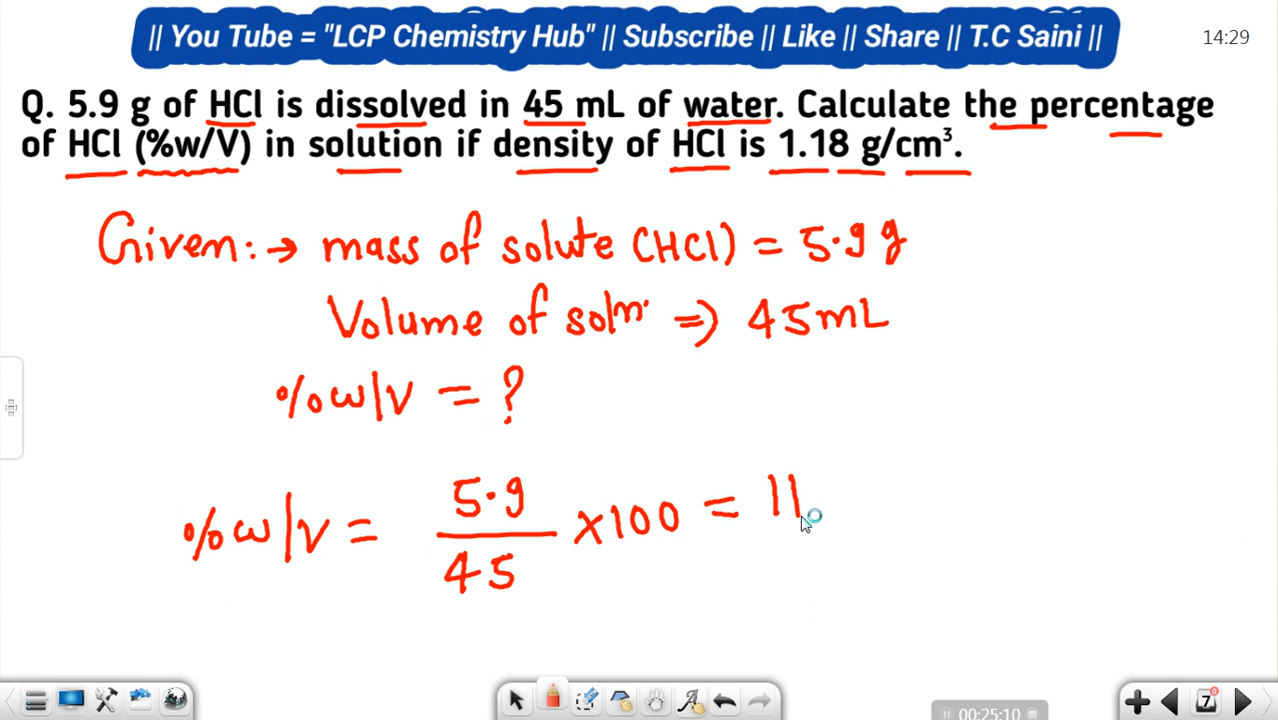 || You Tube = "LCP Chemistry Hub" || Subscribe || Like || Share || T.C Saini ||
14:29
Q. 5.9 g of HCl is dissolved in 45 mL of water. Calculate the percentage
of HCl (%w/V) in solution if density of HCl is 1.18 g/cm³.
Given:→ mass of solute (HCl) = 5.9 g
Volume of soln. => 45mL
%w/v = ?
%w/v = 5.9/45 ×100 = 11.
7
00:25:10